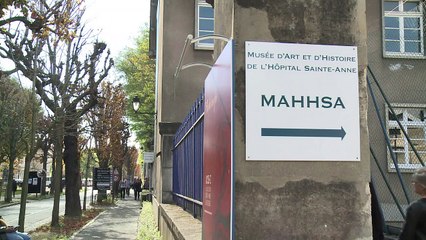 Musée d'Art et d'Histoire
de l'Hôpital Sainte-Anne
MAHHSA